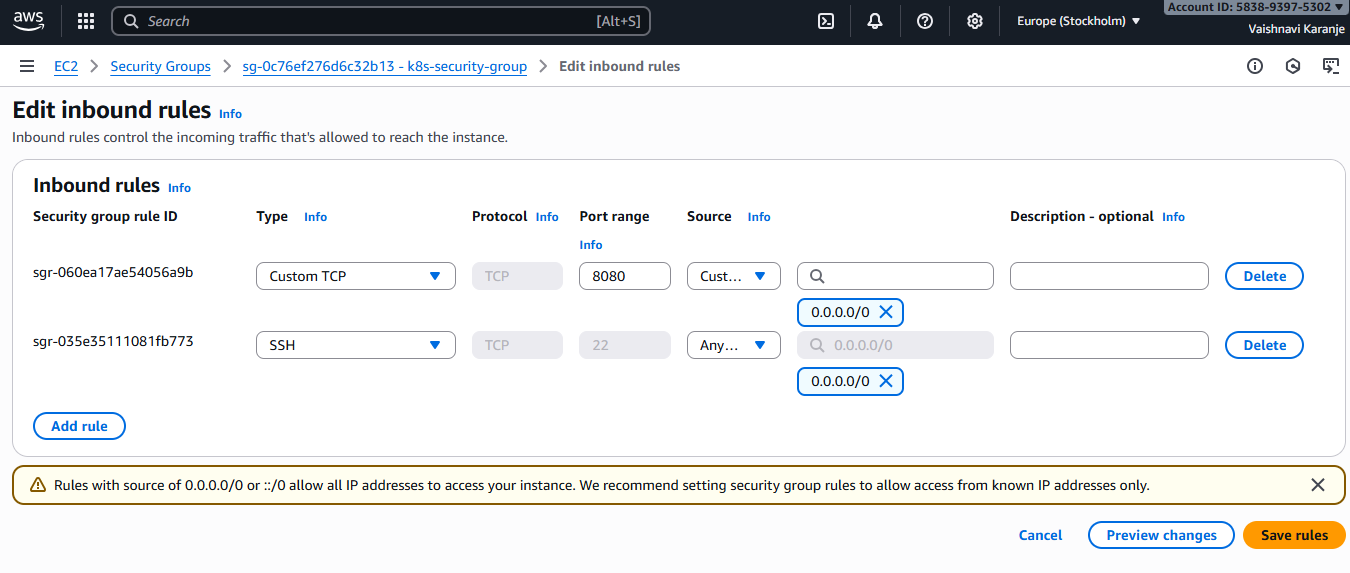 aws
Search [Alt+S]
Europe (Stockholm)
Account ID: 5838-9397-5302
Vaishnavi Karanje
EC2 Security Groups sg-0c76ef276d6c32b13 - k8s-security-group Edit inbound rules
Edit inbound rules Info
Inbound rules control the incoming traffic that's allowed to reach the instance.
Inbound rules Info
Security group rule ID Type Info Protocol Info Port range Source Info Description - optional Info
Info
sgr-060ea17ae54056a9b Custom TCP TCP 8080 Cust... Delete
0.0.0.0/0
sgr-035e35111081fb773 SSH TCP 22 Any... 0.0.0.0/0 Delete
0.0.0.0/0
Add rule
Rules with source of 0.0.0.0/0 or ::/0 allow all IP addresses to access your instance. We recommend setting security group rules to allow access from known IP addresses only.
Cancel Preview changes Save rules